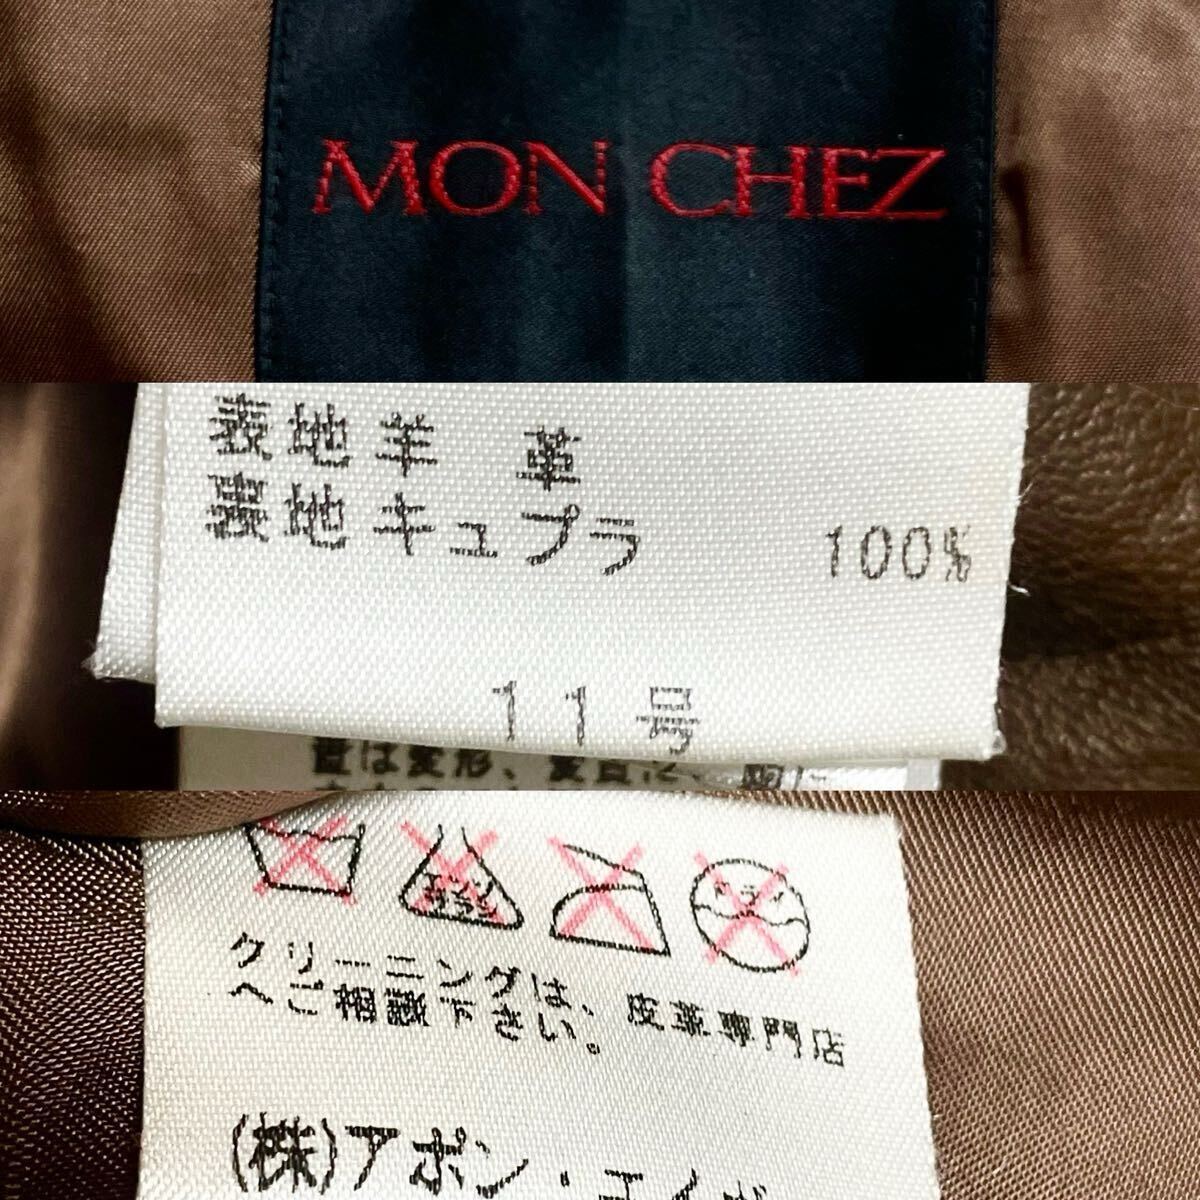 MON CHEZ
表地羊 革
裏地キュプラ 100%
11号
クリーニングは、皮革専門店
へご相談下さい。
(株)アポン・エイボ